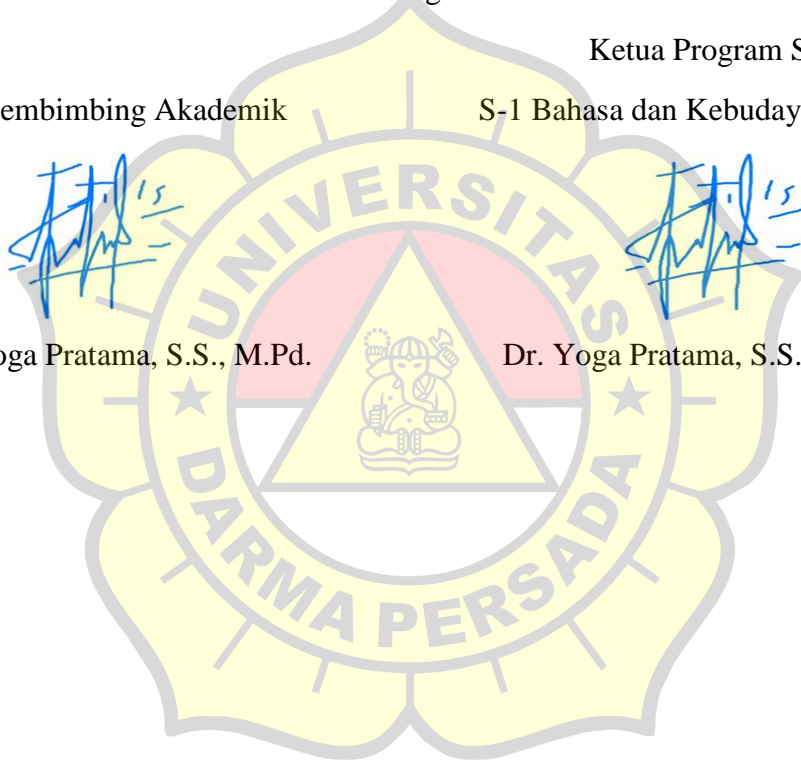 Ketua Program S
embimbing Akademik S-1 Bahasa dan Kebuday
UNIVERSITAS
oga Pratama, S.S., M.Pd. Dr. Yoga Pratama, S.S.
DARMA PERSADA